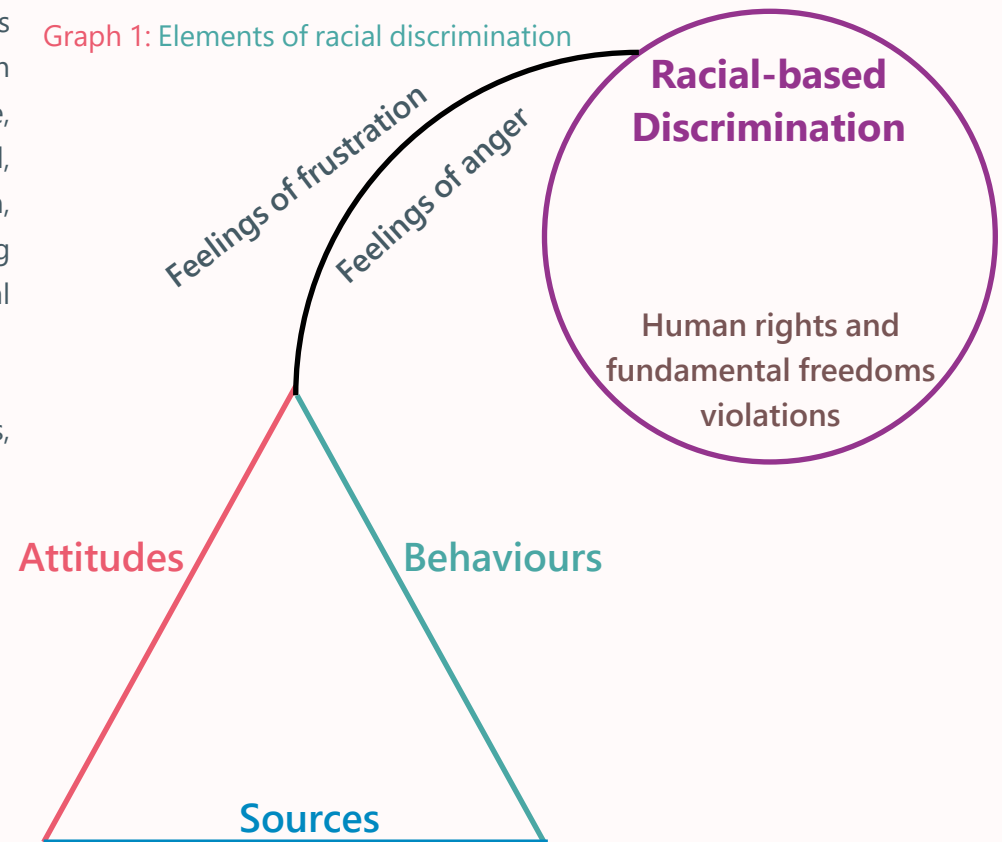 s
n
e,
l,
n,
g
al
s,
Graph 1: Elements of racial discrimination
Feelings of frustration
Feelings of anger
Racial-based
Discrimination
Human rights and
fundamental freedoms
violations
Attitudes
Behaviours
Sources